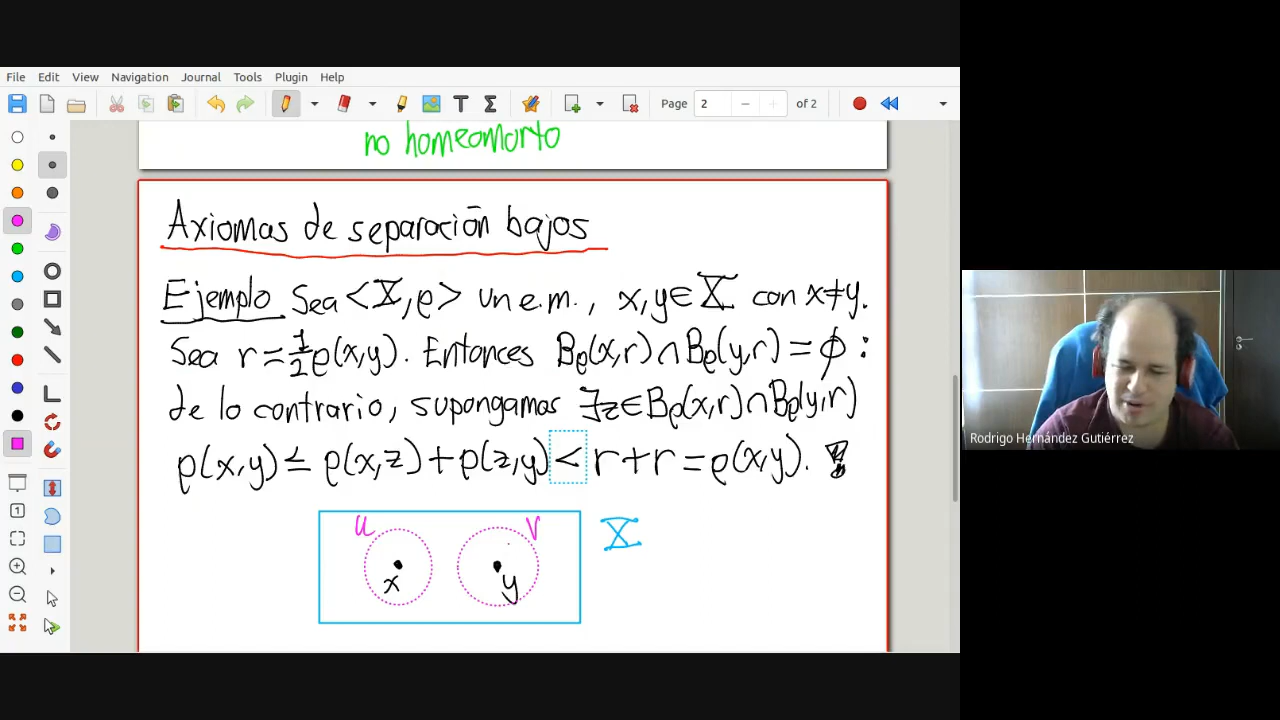 File Edit View Navigation Journal Tools Plugin Help
Page 2 of 2
no homeomorfo
Axiomas de separación bajos
Ejemplo Sea <X, ρ> un e.m., x, y ∈ X con x≠y.
Sea r = 1/2 ρ(x,y). Entonces Bρ(x,r) ∩ Bρ(y,r) = ∅ :
de lo contrario, supongamos ∃z ∈ Bρ(x,r) ∩ Bρ(y,r)
ρ(x,y) ≤ ρ(x,z) + ρ(z,y) < r + r = ρ(x,y). !
U V X
x y
Rodrigo Hernández Gutiérrez